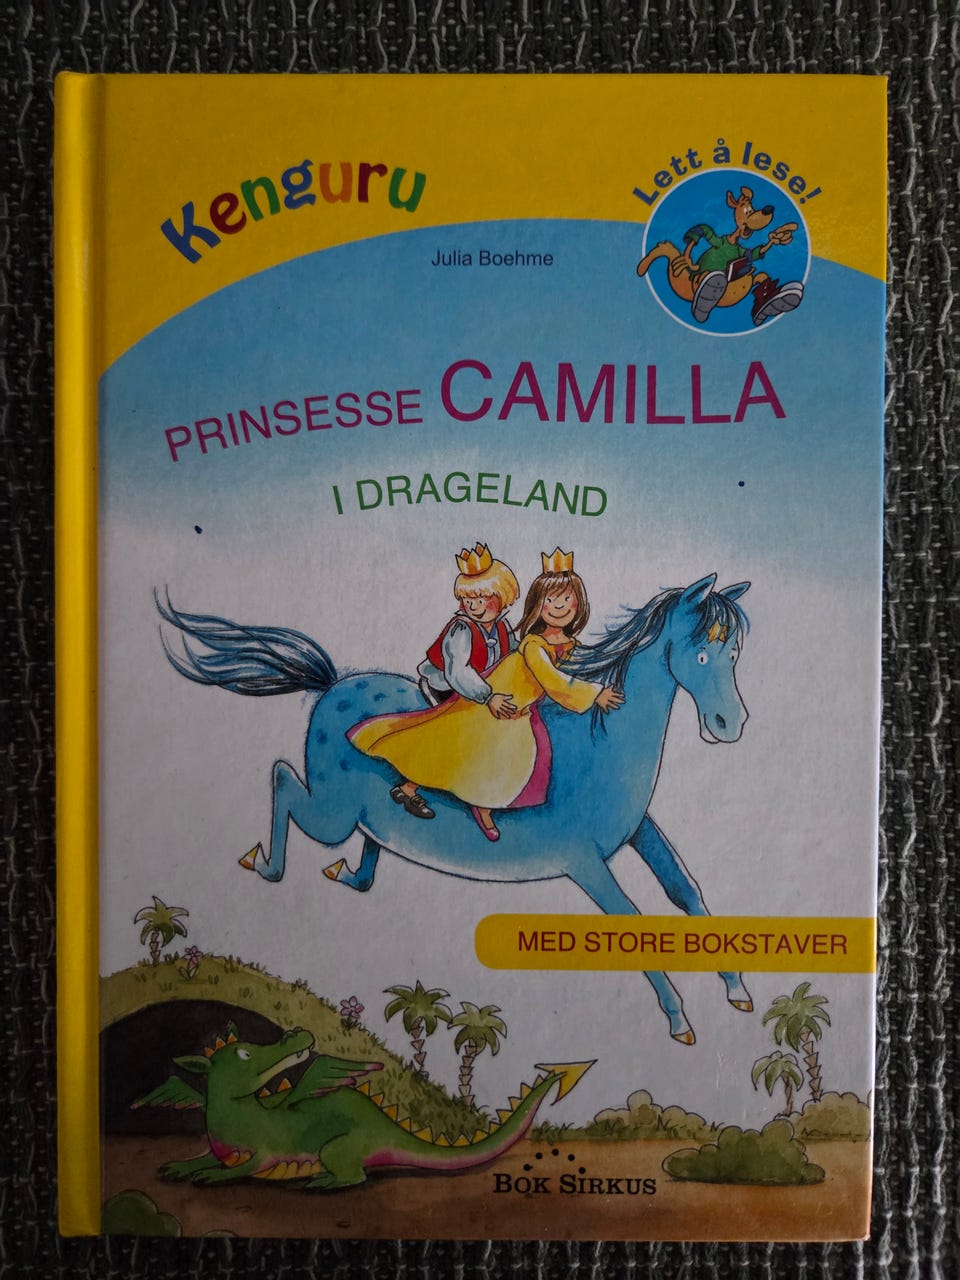 Kenguru
Lett å lese!
Julia Boehme
PRINSESSE CAMILLA
I DRAGELAND
MED STORE BOKSTAVER
BOK SIRKUS